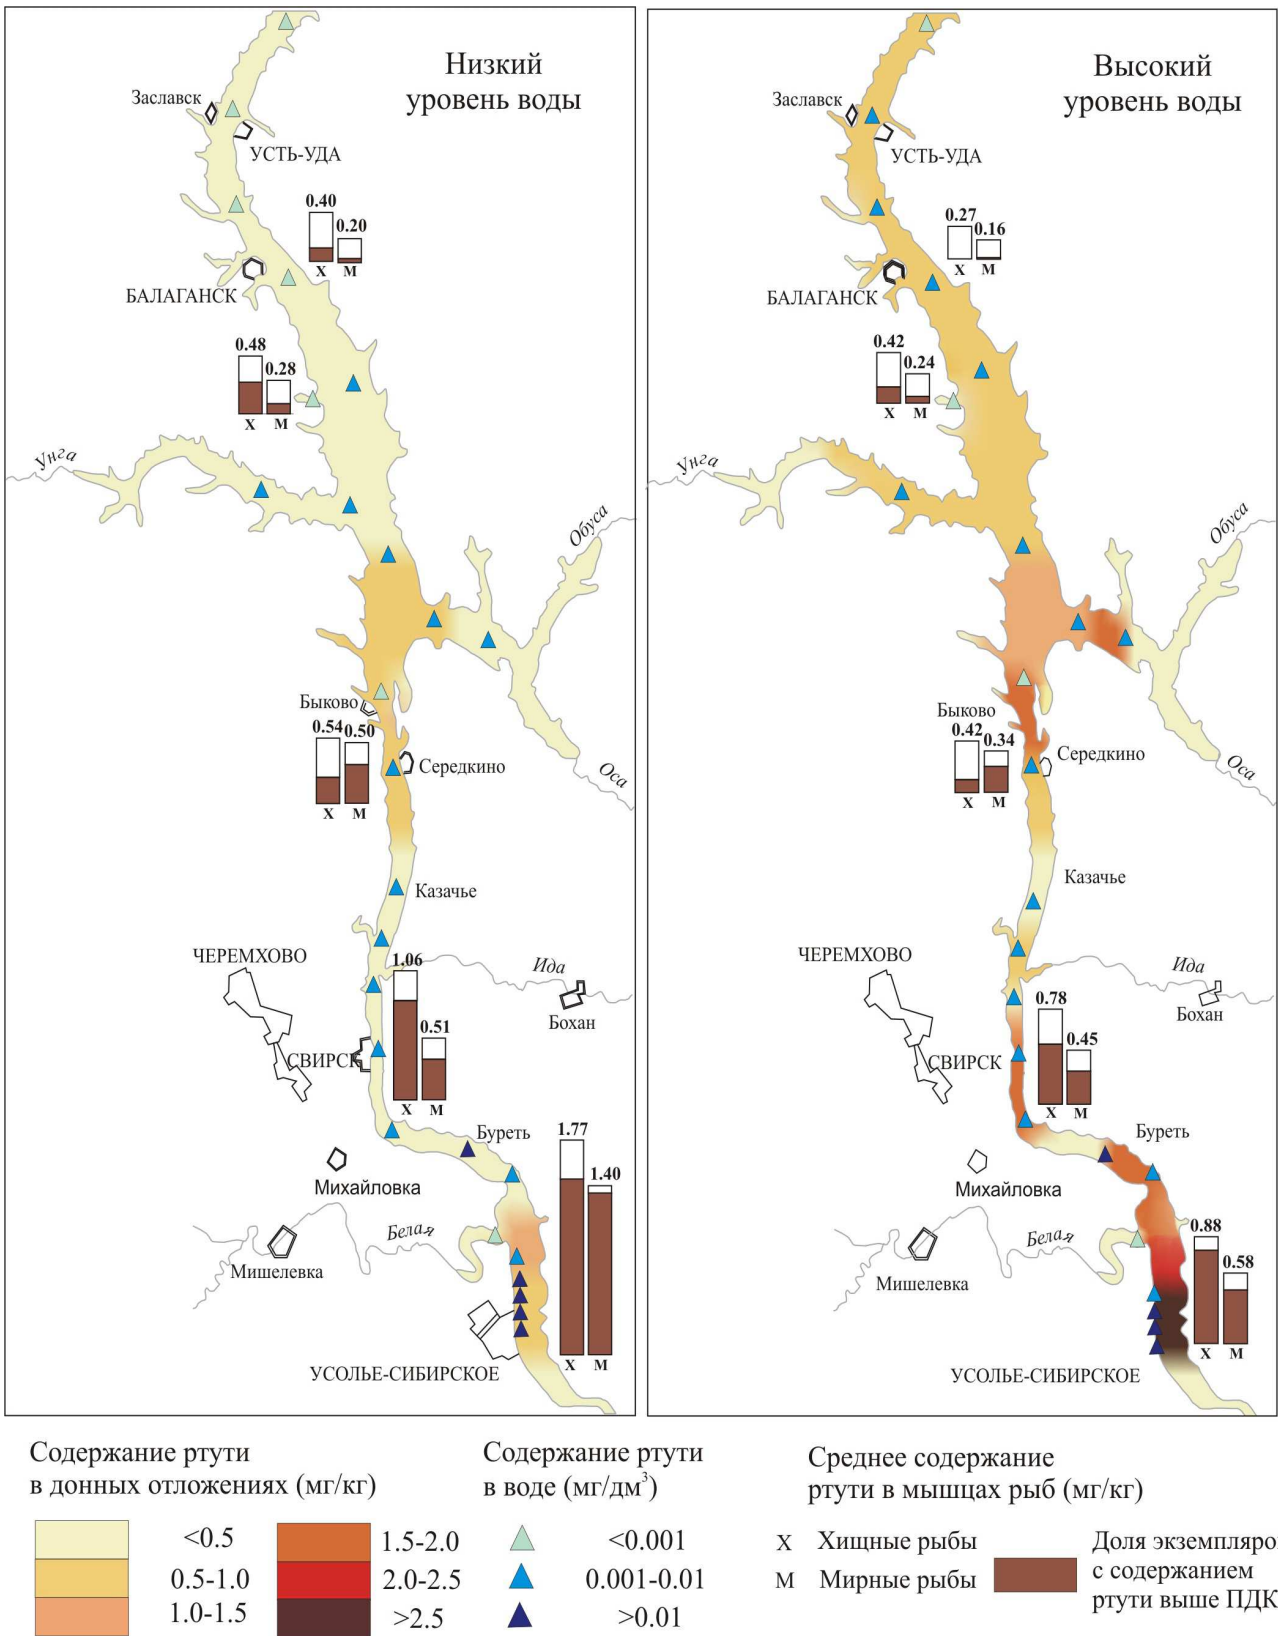 Низкий
уровень воды
Заславск
УСТЬ-УДА
0.40
0.20
Х
М
БАЛАГАНСК
0.48
0.28
Х
М
Унга
Обуса
Быково
0.54
0.50
Середкино
Х
М
Оса
Казачье
ЧЕРЕМХОВО
1.06
Ида
Бохан
0.51
СВИРСК
Х
М
Буреть
1.77
1.40
Михайловка
Белая
Мишелевка
Х
М
УСОЛЬЕ-СИБИРСКОЕ
Высокий
уровень воды
Заславск
УСТЬ-УДА
0.27
0.16
Х
М
БАЛАГАНСК
0.42
0.24
Х
М
Унга
Обуса
Быково
0.42
0.34
Середкино
Х
М
Оса
Казачье
ЧЕРЕМХОВО
Ида
Бохан
0.78
0.45
СВИРСК
Х
М
Буреть
Михайловка
0.88
0.58
Белая
Мишелевка
Х
М
УСОЛЬЕ-СИБИРСКОЕ
Содержание ртути
в донных отложениях (мг/кг)
<0.5
0.5-1.0
1.0-1.5
1.5-2.0
2.0-2.5
>2.5
Содержание ртути
в воде (мг/дм³)
<0.001
0.001-0.01
>0.01
Среднее содержание
ртути в мышцах рыб (мг/кг)
Х Хищные рыбы
М Мирные рыбы
Доля экземпляро
с содержанием
ртути выше ПДК